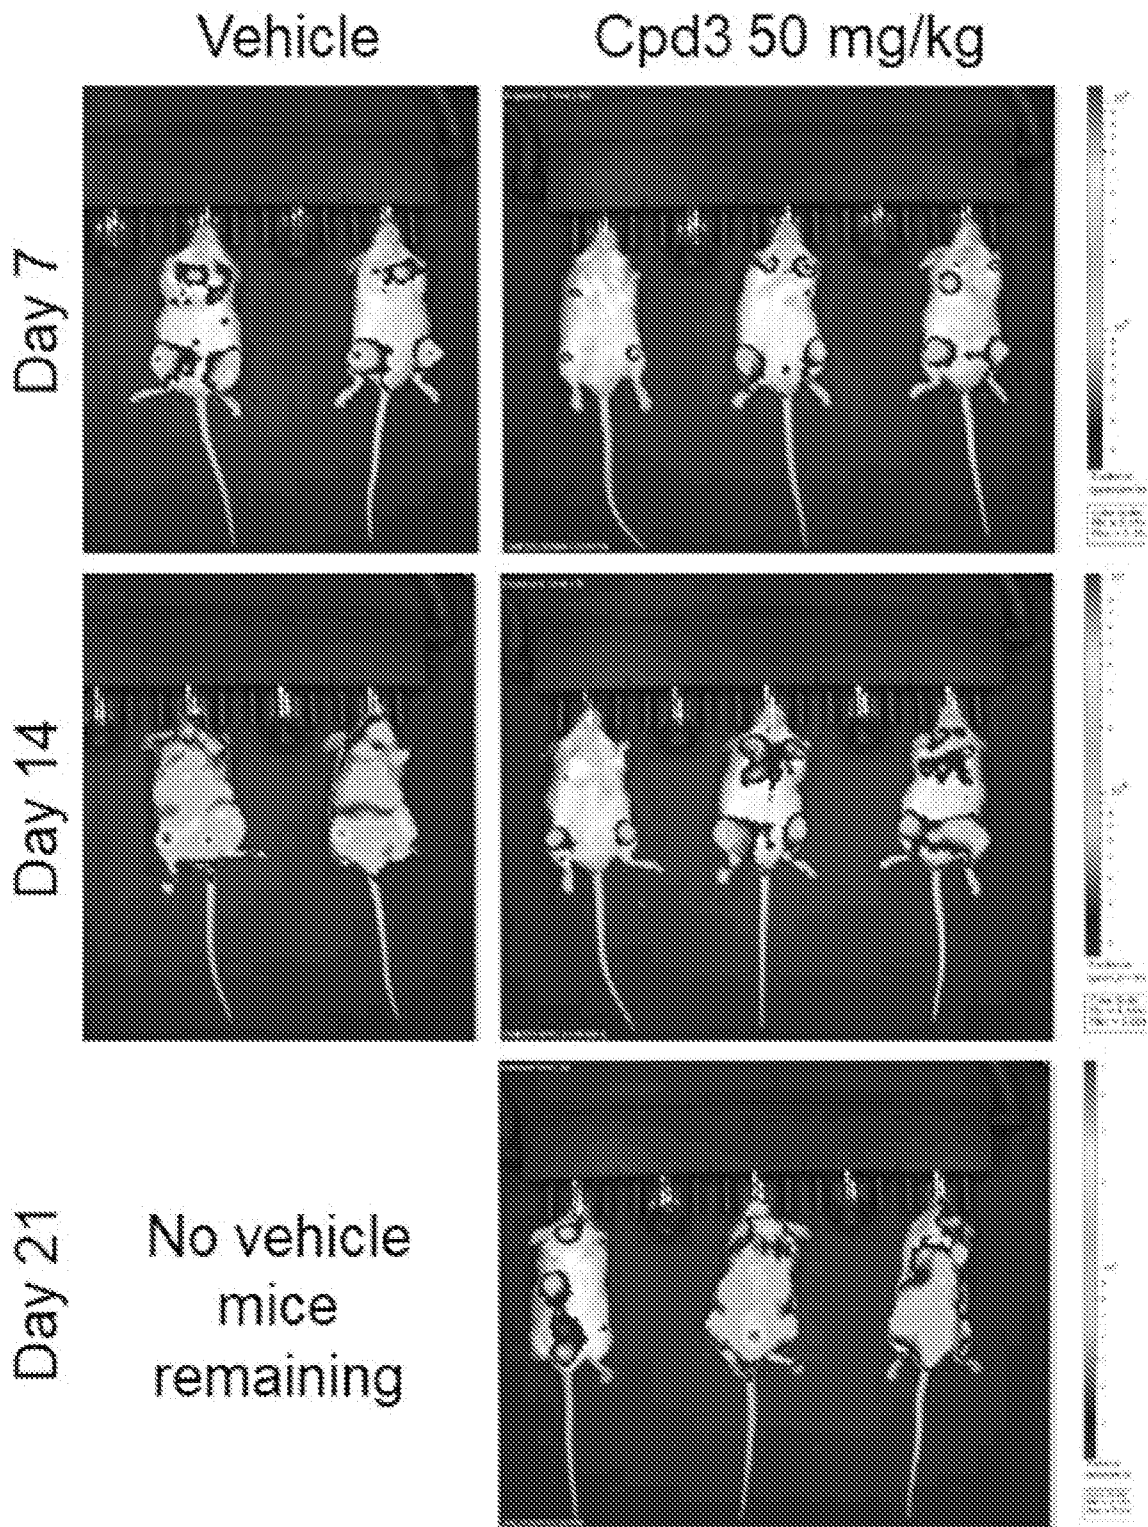 Vehicle
Cpd3 50 mg/kg
Day 7
Day 14
Day 21
No vehicle
mice
remaining